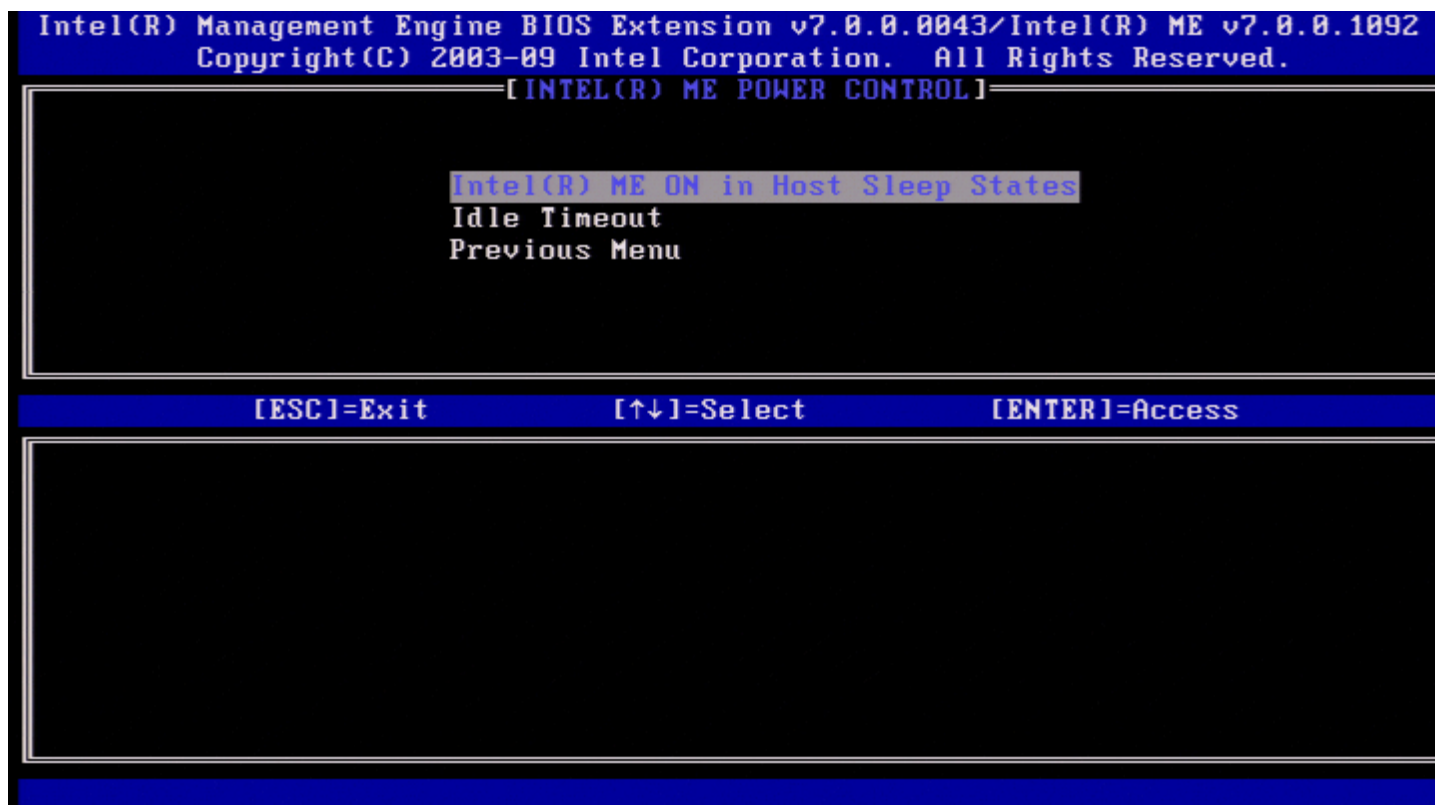 Intel(R) Management Engine BIOS Extension v7.0.0.0043/Intel(R) ME v7.0.0.1092
Copyright(C) 2003-09 Intel Corporation. All Rights Reserved.
[INTEL(R) ME POWER CONTROL]
Intel(R) ME ON in Host Sleep States
Idle Timeout
Previous Menu
[ESC]=Exit [↑↓]=Select [ENTER]=Access